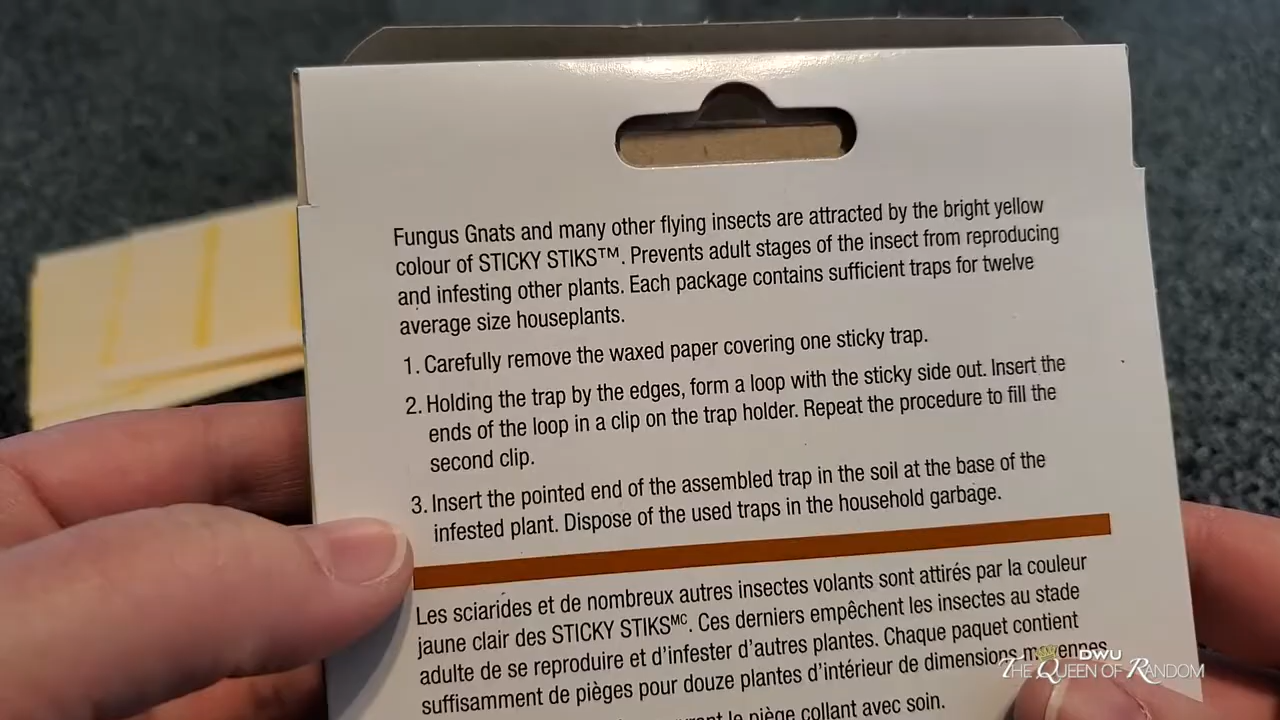 Fungus Gnats and many other flying insects are attracted by the bright yellow
colour of STICKY STIKS™. Prevents adult stages of the insect from reproducing
and infesting other plants. Each package contains sufficient traps for twelve
average size houseplants.
1. Carefully remove the waxed paper covering one sticky trap.
2. Holding the trap by the edges, form a loop with the sticky side out. Insert the
ends of the loop in a clip on the trap holder. Repeat the procedure to fill the
second clip.
3. Insert the pointed end of the assembled trap in the soil at the base of the
infested plant. Dispose of the used traps in the household garbage.
Les sciarides et de nombreux autres insectes volants sont attirés par la couleur
jaune clair des STICKY STIKSᴹᶜ. Ces derniers empêchent les insectes au stade
adulte de se reproduire et d'infester d'autres plantes. Chaque paquet contient
suffisamment de pièges pour douze plantes d'intérieur de dimensions
le piège collant avec soin.
DWU
THE QUEEN OF RANDOM